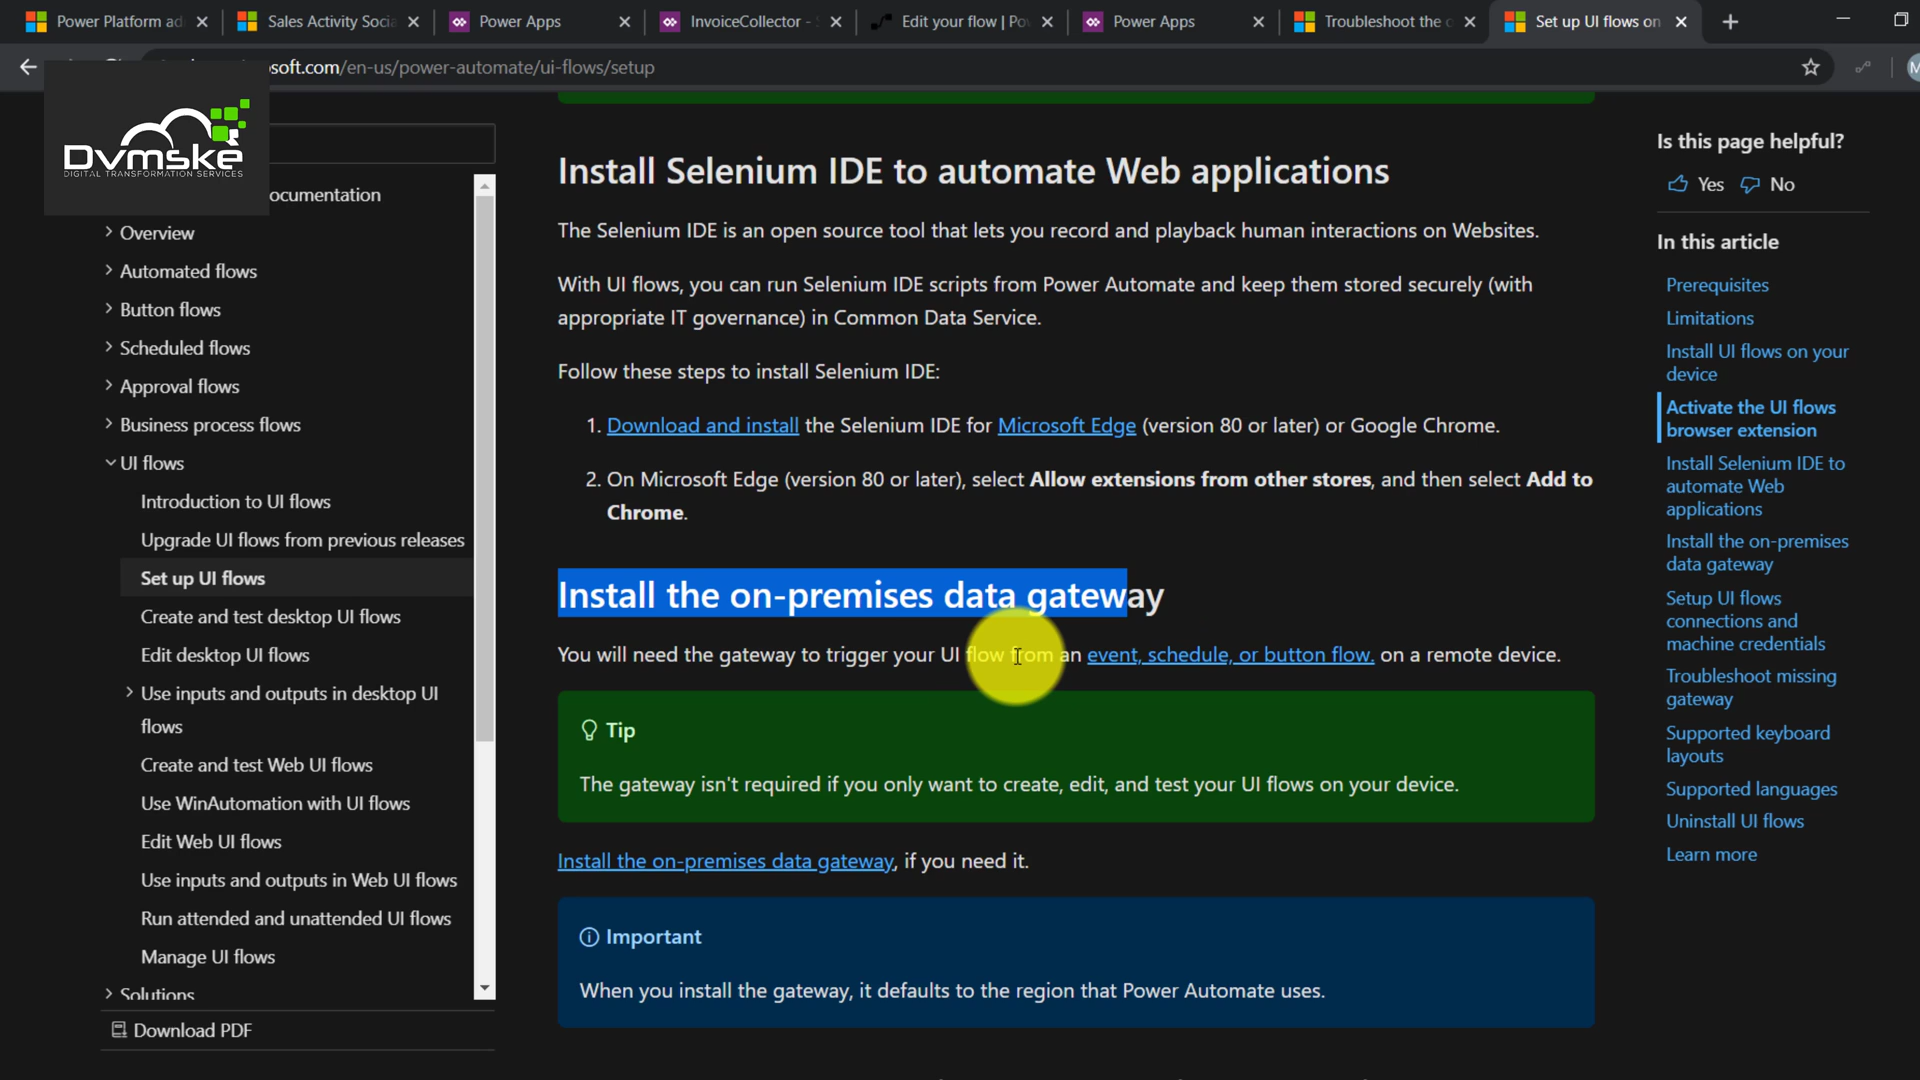 Power Platform ad
Sales Activity Socia
Power Apps
InvoiceCollector -
Edit your flow | Po
Power Apps
Troubleshoot the
Set up UI flows on
soft.com/en-us/power-automate/ui-flows/setup
Dvmske
DIGITAL TRANSFORMATION SERVICES
ocumentation
Overview
Automated flows
Button flows
Scheduled flows
Approval flows
Business process flows
UI flows
Introduction to UI flows
Upgrade UI flows from previous releases
Set up UI flows
Create and test desktop UI flows
Edit desktop UI flows
Use inputs and outputs in desktop UI
flows
Create and test Web UI flows
Use WinAutomation with UI flows
Edit Web UI flows
Use inputs and outputs in Web UI flows
Run attended and unattended UI flows
Manage UI flows
Solutions
Download PDF
Install Selenium IDE to automate Web applications
The Selenium IDE is an open source tool that lets you record and playback human interactions on Websites.
With UI flows, you can run Selenium IDE scripts from Power Automate and keep them stored securely (with
appropriate IT governance) in Common Data Service.
Follow these steps to install Selenium IDE:
1. Download and install the Selenium IDE for Microsoft Edge (version 80 or later) or Google Chrome.
2. On Microsoft Edge (version 80 or later), select Allow extensions from other stores, and then select Add to
Chrome.
Install the on-premises data gateway
You will need the gateway to trigger your UI flow from an event, schedule, or button flow. on a remote device.
Tip
The gateway isn't required if you only want to create, edit, and test your UI flows on your device.
Install the on-premises data gateway, if you need it.
Important
When you install the gateway, it defaults to the region that Power Automate uses.
Is this page helpful?
Yes No
In this article
Prerequisites
Limitations
Install UI flows on your
device
Activate the UI flows
browser extension
Install Selenium IDE to
automate Web
applications
Install the on-premises
data gateway
Setup UI flows
connections and
machine credentials
Troubleshoot missing
gateway
Supported keyboard
layouts
Supported languages
Uninstall UI flows
Learn more